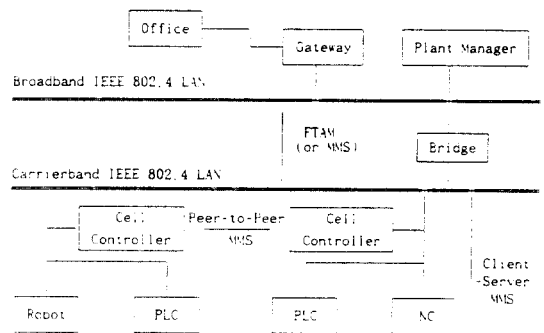 Office
Gateway
Plant Manager
Broadband IEEE 802.4 LAN
FTAM
(or MMS)
Bridge
Carrierband IEEE 802.4 LAN
Cell
Controller
Peer-to-Peer
MMS
Cell
Controller
Client
-Server
MMS
Robot
PLC
PLC
NC